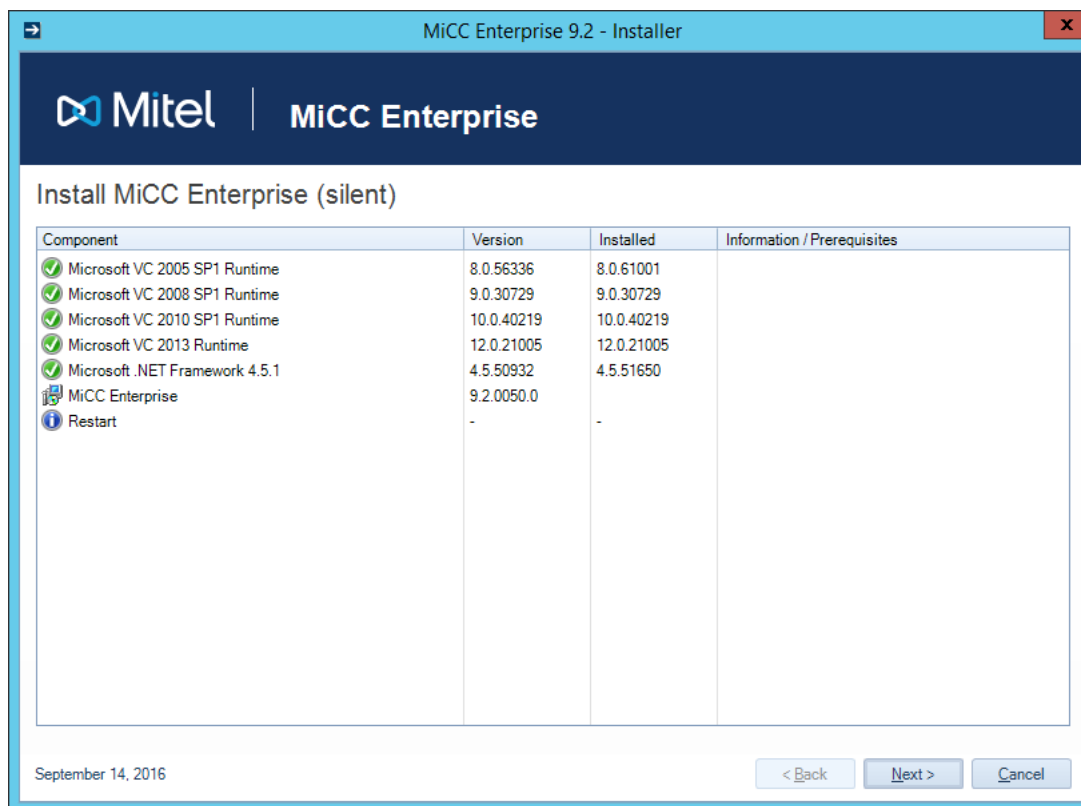 MiCC Enterprise 9.2 - Installer
x
Mitel | MiCC Enterprise
Install MiCC Enterprise (silent)
Component Version Installed Information / Prerequisites
Microsoft VC 2005 SP1 Runtime 8.0.56336 8.0.61001
Microsoft VC 2008 SP1 Runtime 9.0.30729 9.0.30729
Microsoft VC 2010 SP1 Runtime 10.0.40219 10.0.40219
Microsoft VC 2013 Runtime 12.0.21005 12.0.21005
Microsoft .NET Framework 4.5.1 4.5.50932 4.5.51650
MiCC Enterprise 9.2.0050.0
Restart - -
September 14, 2016 < Back Next > Cancel